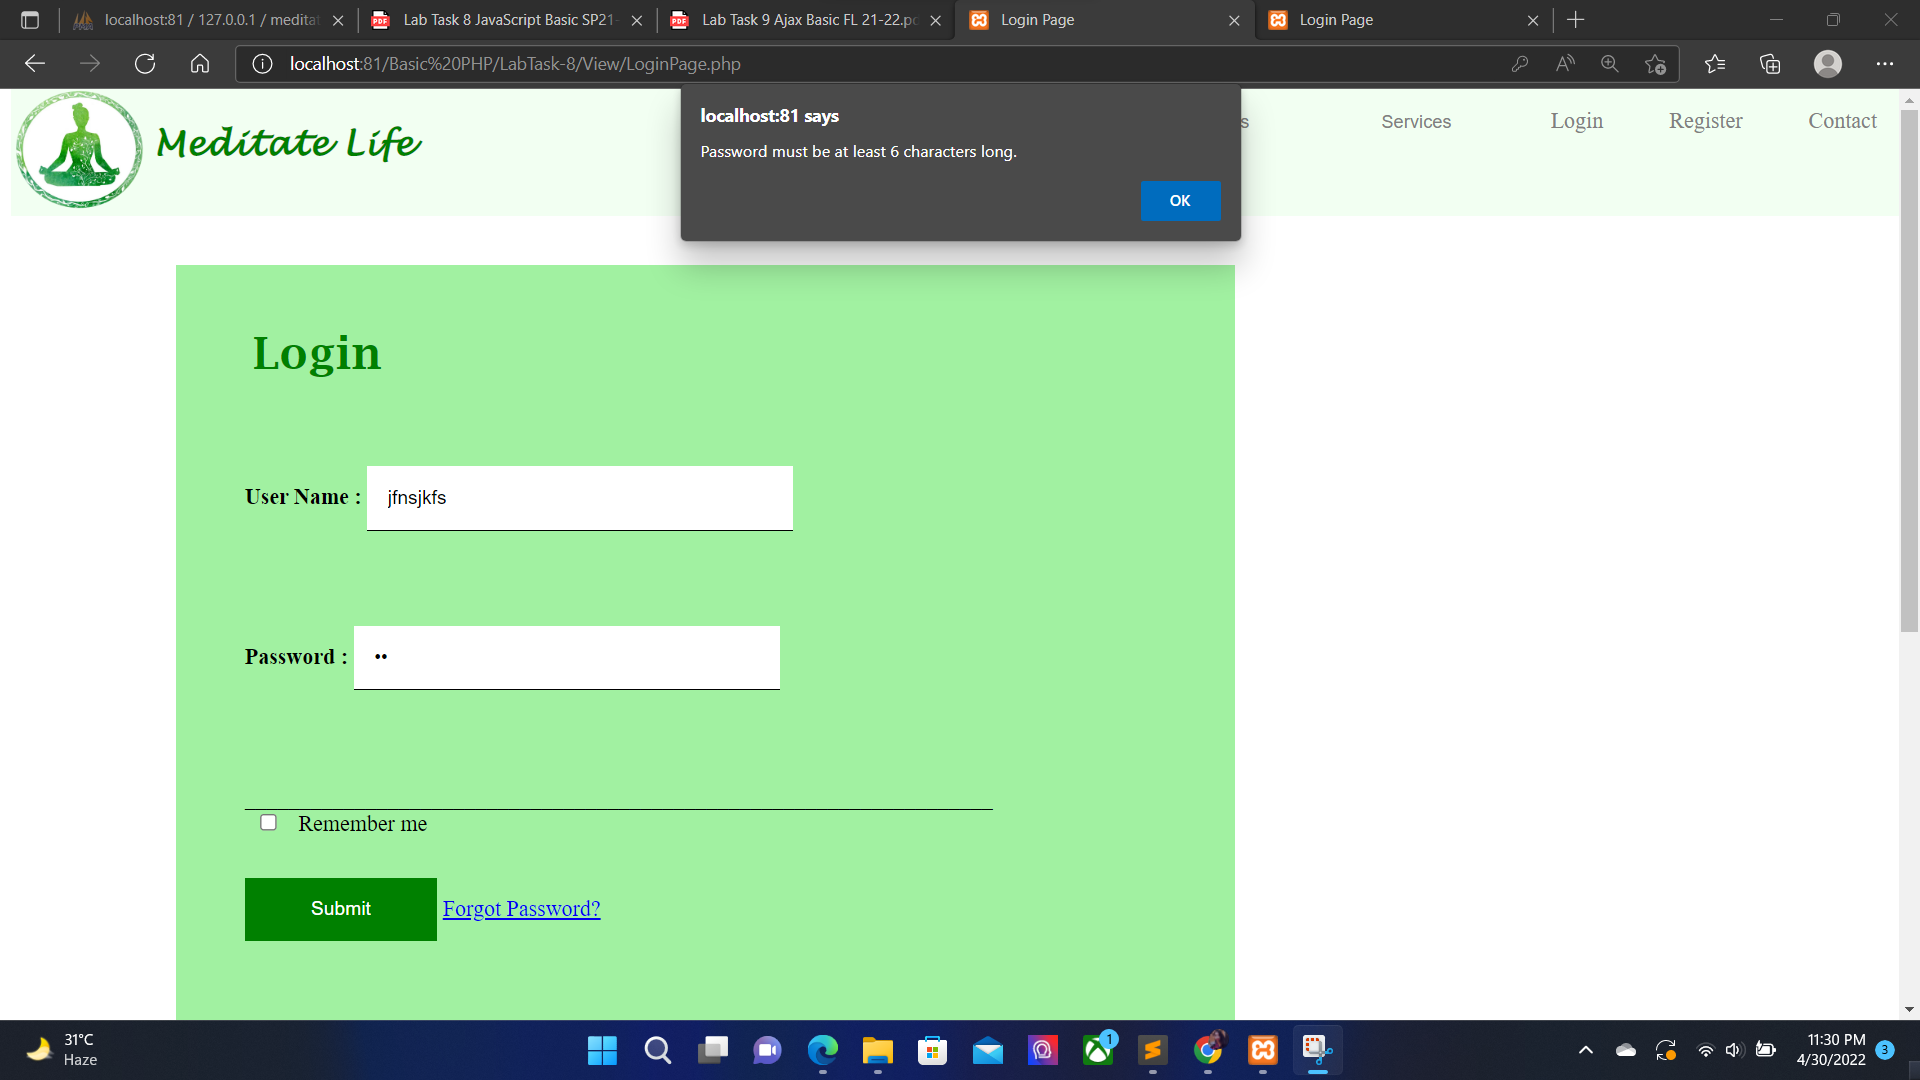 localhost:81 / 127.0.0.1 / meditat
Lab Task 8 JavaScript Basic SP21-
Lab Task 9 Ajax Basic FL 21-22.pd
Login Page
Login Page
localhost:81/Basic%20PHP/LabTask-8/View/LoginPage.php
Meditate Life
s
Services
Login
Register
Contact
localhost:81 says
Password must be at least 6 characters long.
OK
Login
User Name : jfnsjkfs
Password : ••
Remember me
Submit Forgot Password?
31°C
Haze
1
11:30 PM
4/30/2022
3